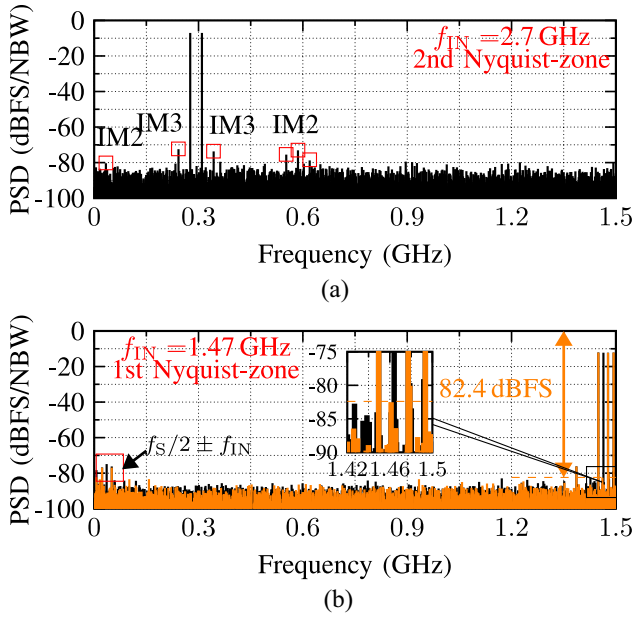 0
-20
-40
-60
-80
-100
PSD (dBFS/NBW)
f_IN = 2.7 GHz
2nd Nyquist-zone
IM2
IM3
IM3
IM2
0
0.3
0.6
0.9
1.2
1.5
Frequency (GHz)
(a)
0
-20
-40
-60
-80
-100
PSD (dBFS/NBW)
f_IN = 1.47 GHz
1st Nyquist-zone
f_S/2 ± f_IN
-75
-80
-85
-90
1.42
1.46
1.5
82.4 dBFS
0
0.3
0.6
0.9
1.2
1.5
Frequency (GHz)
(b)